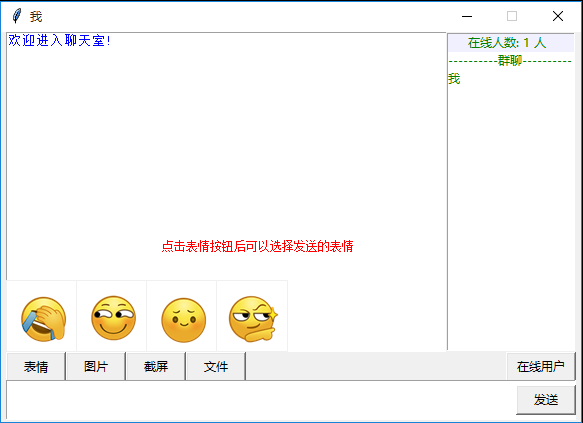 我
欢迎进入聊天室!
在线人数: 1 人
----------群聊----------
我
点击表情按钮后可以选择发送的表情
表情
图片
截屏
文件
在线用户
发送